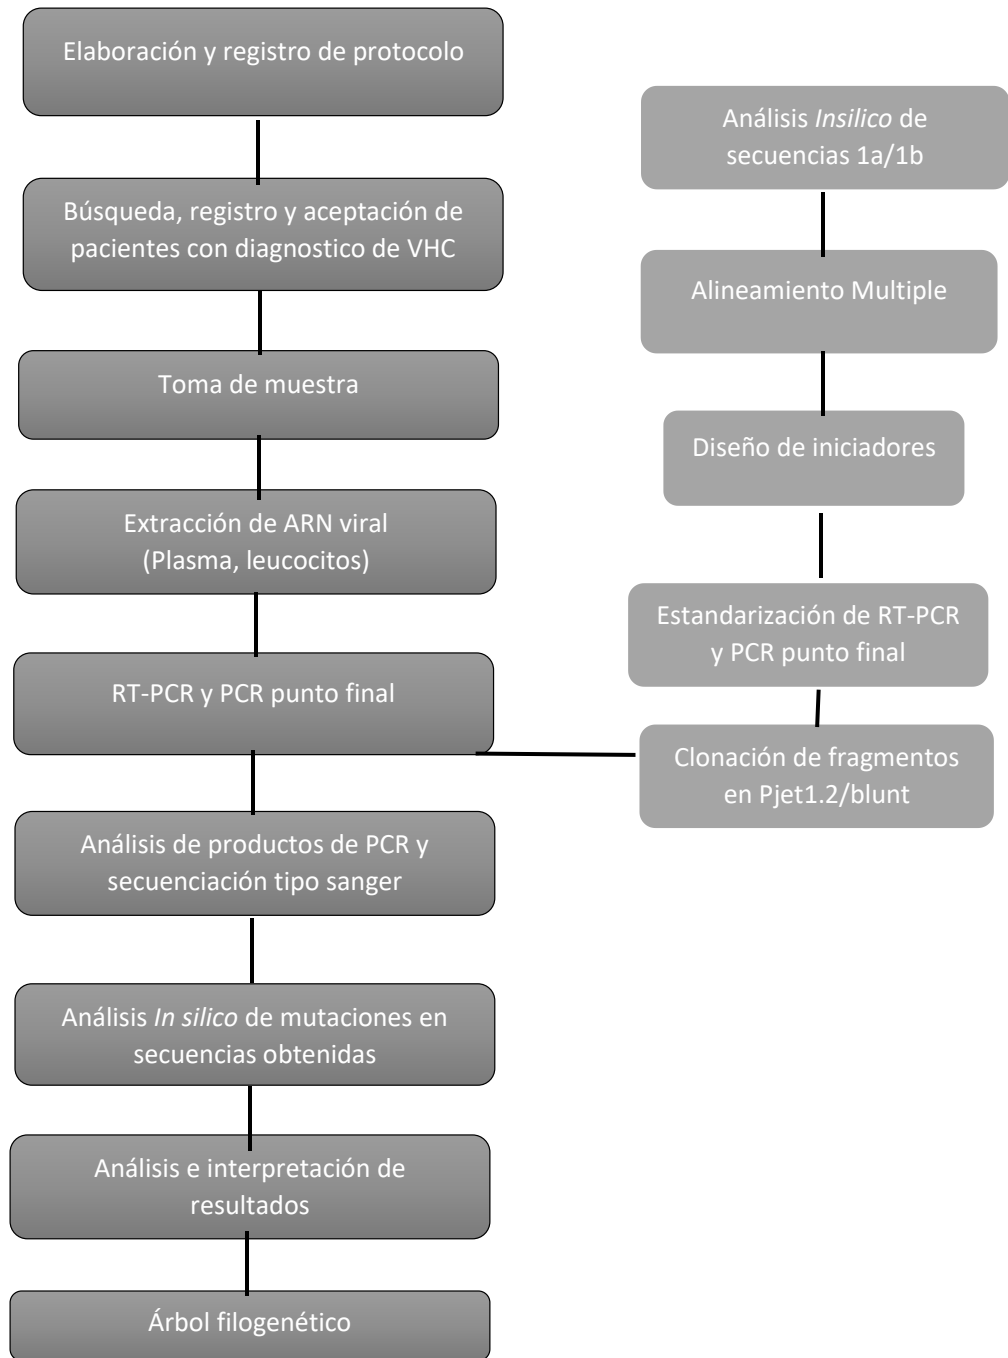 Elaboración y registro de protocolo
Búsqueda, registro y aceptación de
pacientes con diagnostico de VHC
Toma de muestra
Extracción de ARN viral
(Plasma, leucocitos)
RT-PCR y PCR punto final
Análisis de productos de PCR y
secuenciación tipo sanger
Análisis In silico de mutaciones en
secuencias obtenidas
Análisis e interpretación de
resultados
Árbol filogenético
Análisis Insilico de
secuencias 1a/1b
Alineamiento Multiple
Diseño de iniciadores
Estandarización de RT-PCR
y PCR punto final
Clonación de fragmentos
en Pjet1.2/blunt